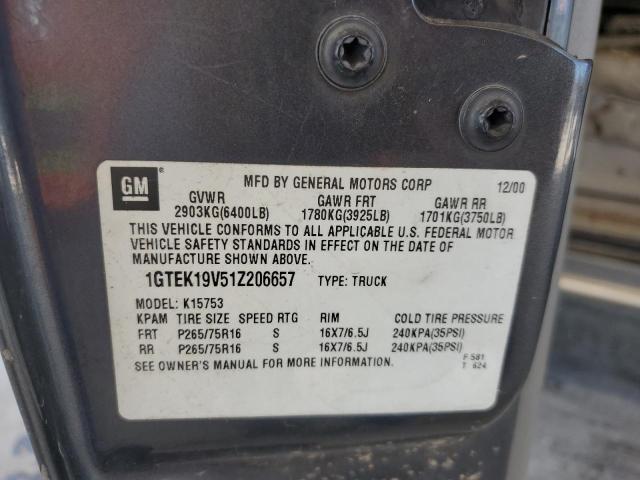 GM
MFD BY GENERAL MOTORS CORP 12/00
GVWR GAWR FRT GAWR RR
2903KG(6400LB) 1780KG(3925LB) 1701KG(3750LB)
THIS VEHICLE CONFORMS TO ALL APPLICABLE U.S. FEDERAL MOTOR
VEHICLE SAFETY STANDARDS IN EFFECT ON THE DATE OF
MANUFACTURE SHOWN ABOVE.
1GTEK19V51Z206657 TYPE: TRUCK
MODEL: K15753
KPAM TIRE SIZE SPEED RTG RIM COLD TIRE PRESSURE
FRT P265/75R16 S 16X7/6.5J 240KPA(35PSI)
RR P265/75R16 S 16X7/6.5J 240KPA(35PSI)
SEE OWNER'S MANUAL FOR MORE INFORMATION.
F 581
T 624